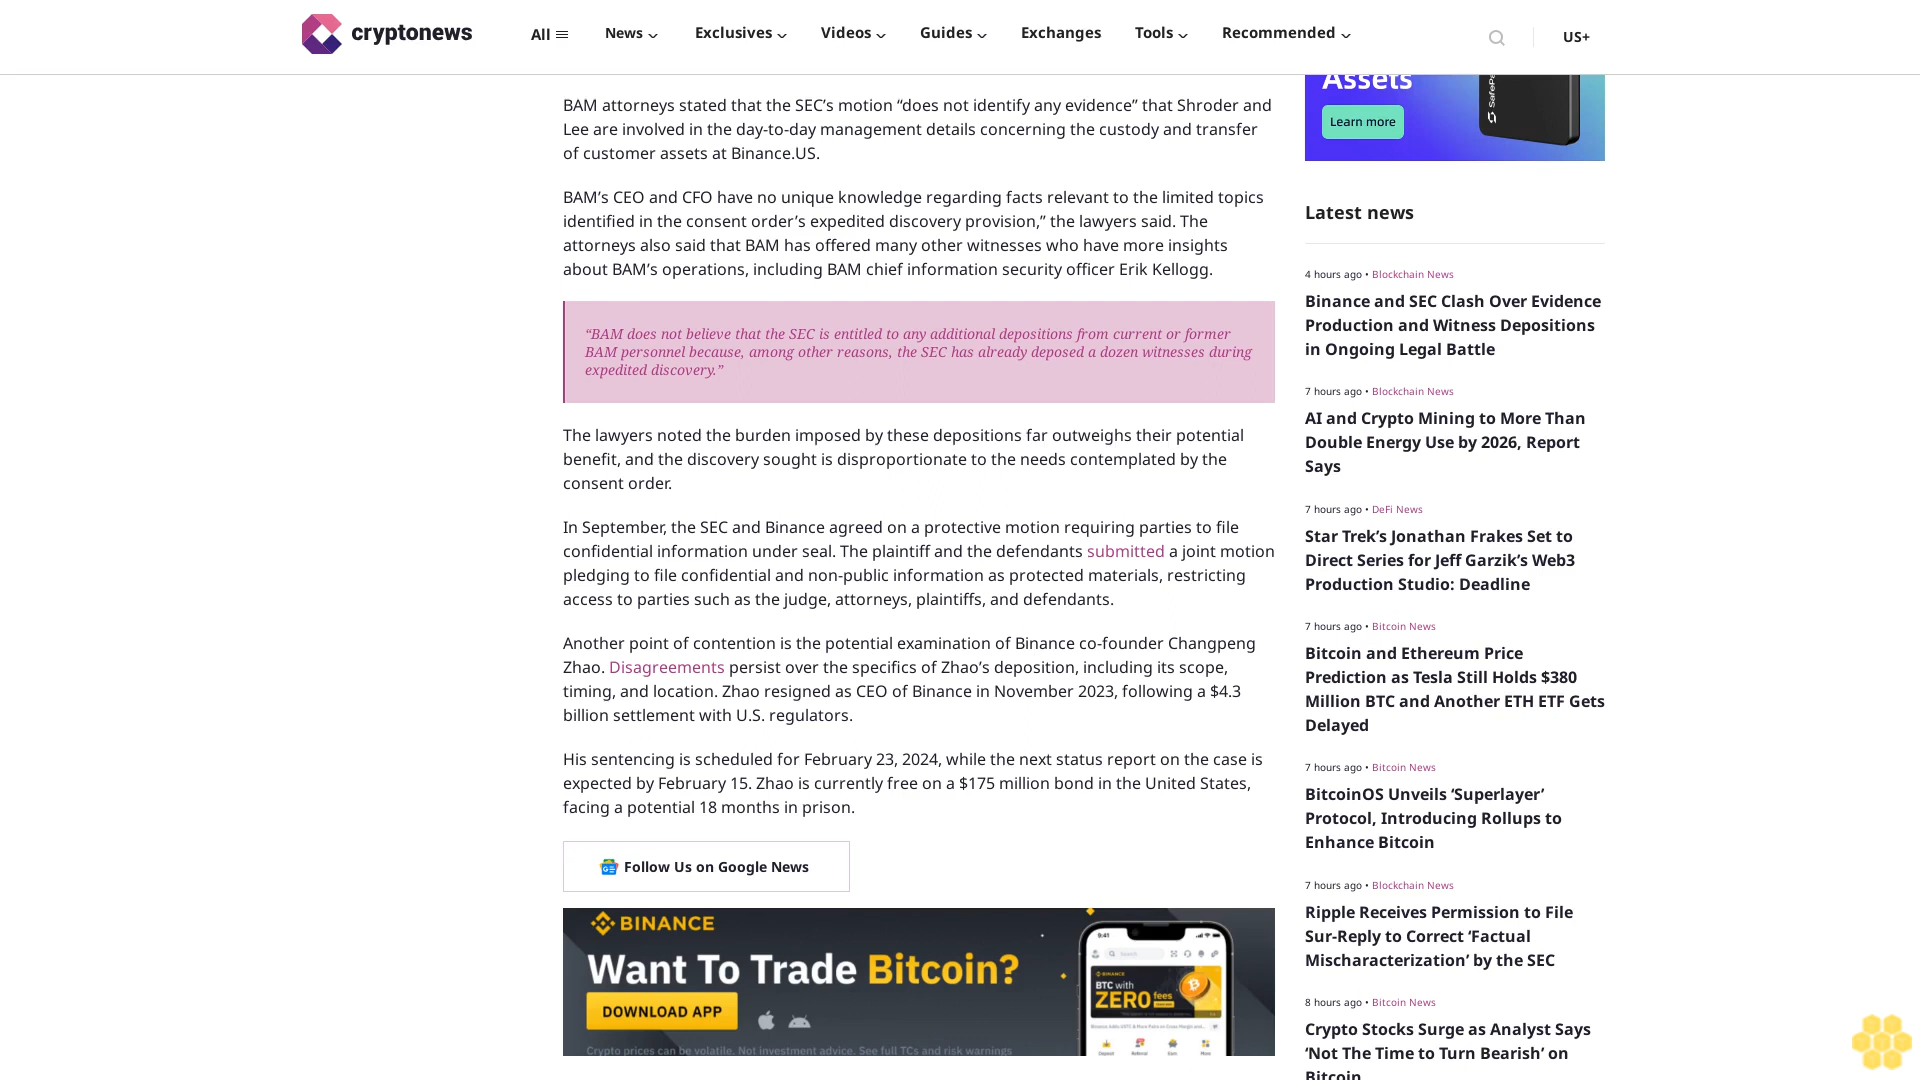 cryptonews
All
News
Exclusives
Videos
Guides
Exchanges
Tools
Recommended
US+
BAM attorneys stated that the SEC’s motion “does not identify any evidence” that Shroder and
Lee are involved in the day-to-day management details concerning the custody and transfer
of customer assets at Binance.US.
BAM’s CEO and CFO have no unique knowledge regarding facts relevant to the limited topics
identified in the consent order’s expedited discovery provision,” the lawyers said. The
attorneys also said that BAM has offered many other witnesses who have more insights
about BAM’s operations, including BAM chief information security officer Erik Kellogg.
“BAM does not believe that the SEC is entitled to any additional depositions from current or former
BAM personnel because, among other reasons, the SEC has already deposed a dozen witnesses during
expedited discovery.”
The lawyers noted the burden imposed by these depositions far outweighs their potential
benefit, and the discovery sought is disproportionate to the needs contemplated by the
consent order.
In September, the SEC and Binance agreed on a protective motion requiring parties to file
confidential information under seal. The plaintiff and the defendants submitted a joint motion
pledging to file confidential and non-public information as protected materials, restricting
access to parties such as the judge, attorneys, plaintiffs, and defendants.
Another point of contention is the potential examination of Binance co-founder Changpeng
Zhao. Disagreements persist over the specifics of Zhao’s deposition, including its scope,
timing, and location. Zhao resigned as CEO of Binance in November 2023, following a $4.3
billion settlement with U.S. regulators.
His sentencing is scheduled for February 23, 2024, while the next status report on the case is
expected by February 15. Zhao is currently free on a $175 million bond in the United States,
facing a potential 18 months in prison.
Follow Us on Google News
BINANCE
Want To Trade Bitcoin?
DOWNLOAD APP
Crypto prices can be volatile. Not investment advice. See full TCs and risk warnings
9:41
Search
BINANCE
BTC with
ZERO fees
Deposit
Referral
Earn
More
Assets
Learn more
SafePa
Latest news
4 hours ago • Blockchain News
Binance and SEC Clash Over Evidence
Production and Witness Depositions
in Ongoing Legal Battle
7 hours ago • Blockchain News
AI and Crypto Mining to More Than
Double Energy Use by 2026, Report
Says
7 hours ago • DeFi News
Star Trek’s Jonathan Frakes Set to
Direct Series for Jeff Garzik’s Web3
Production Studio: Deadline
7 hours ago • Bitcoin News
Bitcoin and Ethereum Price
Prediction as Tesla Still Holds $380
Million BTC and Another ETH ETF Gets
Delayed
7 hours ago • Bitcoin News
BitcoinOS Unveils ‘Superlayer’
Protocol, Introducing Rollups to
Enhance Bitcoin
7 hours ago • Blockchain News
Ripple Receives Permission to File
Sur-Reply to Correct ‘Factual
Mischaracterization’ by the SEC
8 hours ago • Bitcoin News
Crypto Stocks Surge as Analyst Says
‘Not The Time to Turn Bearish’ on
Bitcoin